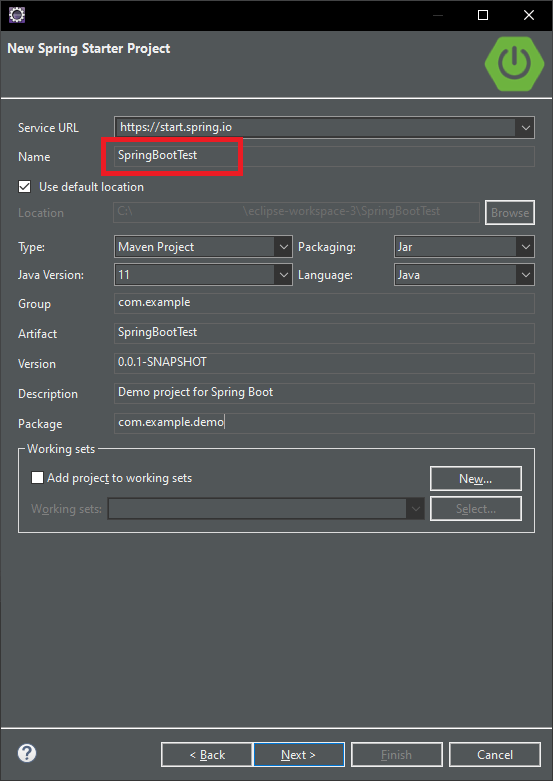 New Spring Starter Project
Service URL https://start.spring.io
Name SpringBootTest
Use default location
Location C:\ \eclipse-workspace-3\SpringBootTest Browse
Type: Maven Project Packaging: Jar
Java Version: 11 Language: Java
Group com.example
Artifact SpringBootTest
Version 0.0.1-SNAPSHOT
Description Demo project for Spring Boot
Package com.example.demo
Working sets
Add project to working sets New...
Working sets: Select...
? < Back Next > Finish Cancel